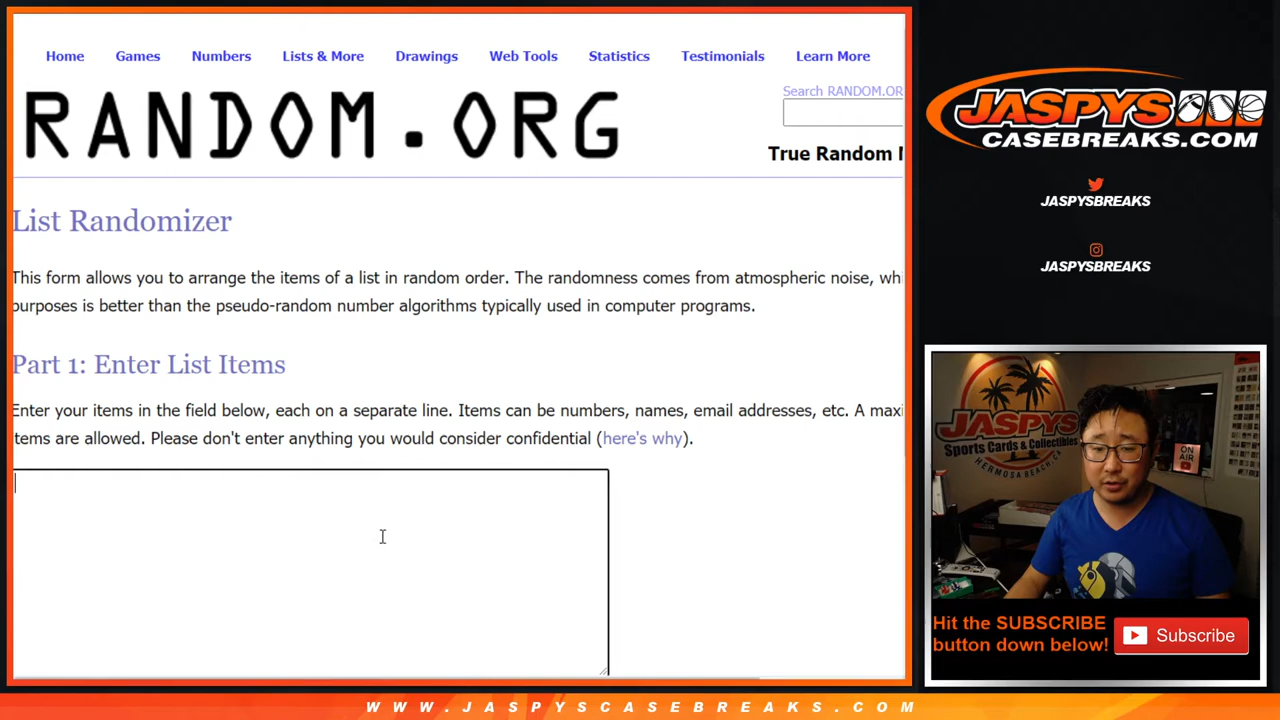 Home Games Numbers Lists & More Drawings Web Tools Statistics Testimonials Learn More
RANDOM.ORG
Search RANDOM.OR
True Random
List Randomizer
This form allows you to arrange the items of a list in random order. The randomness comes from atmospheric noise, whi
purposes is better than the pseudo-random number algorithms typically used in computer programs.
Part 1: Enter List Items
Enter your items in the field below, each on a separate line. Items can be numbers, names, email addresses, etc. A maxi
items are allowed. Please don't enter anything you would consider confidential (here's why).
JASPYS
CASEBREAKS.COM
JASPYSBREAKS
JASPYSBREAKS
JASPYS
Sports Cards & Collectibles
HERMOSA BEACH, CA
ON
AIR
Hit the SUBSCRIBE
button down below!
Subscribe
WWW.JASPYSCASEBREAKS.COM